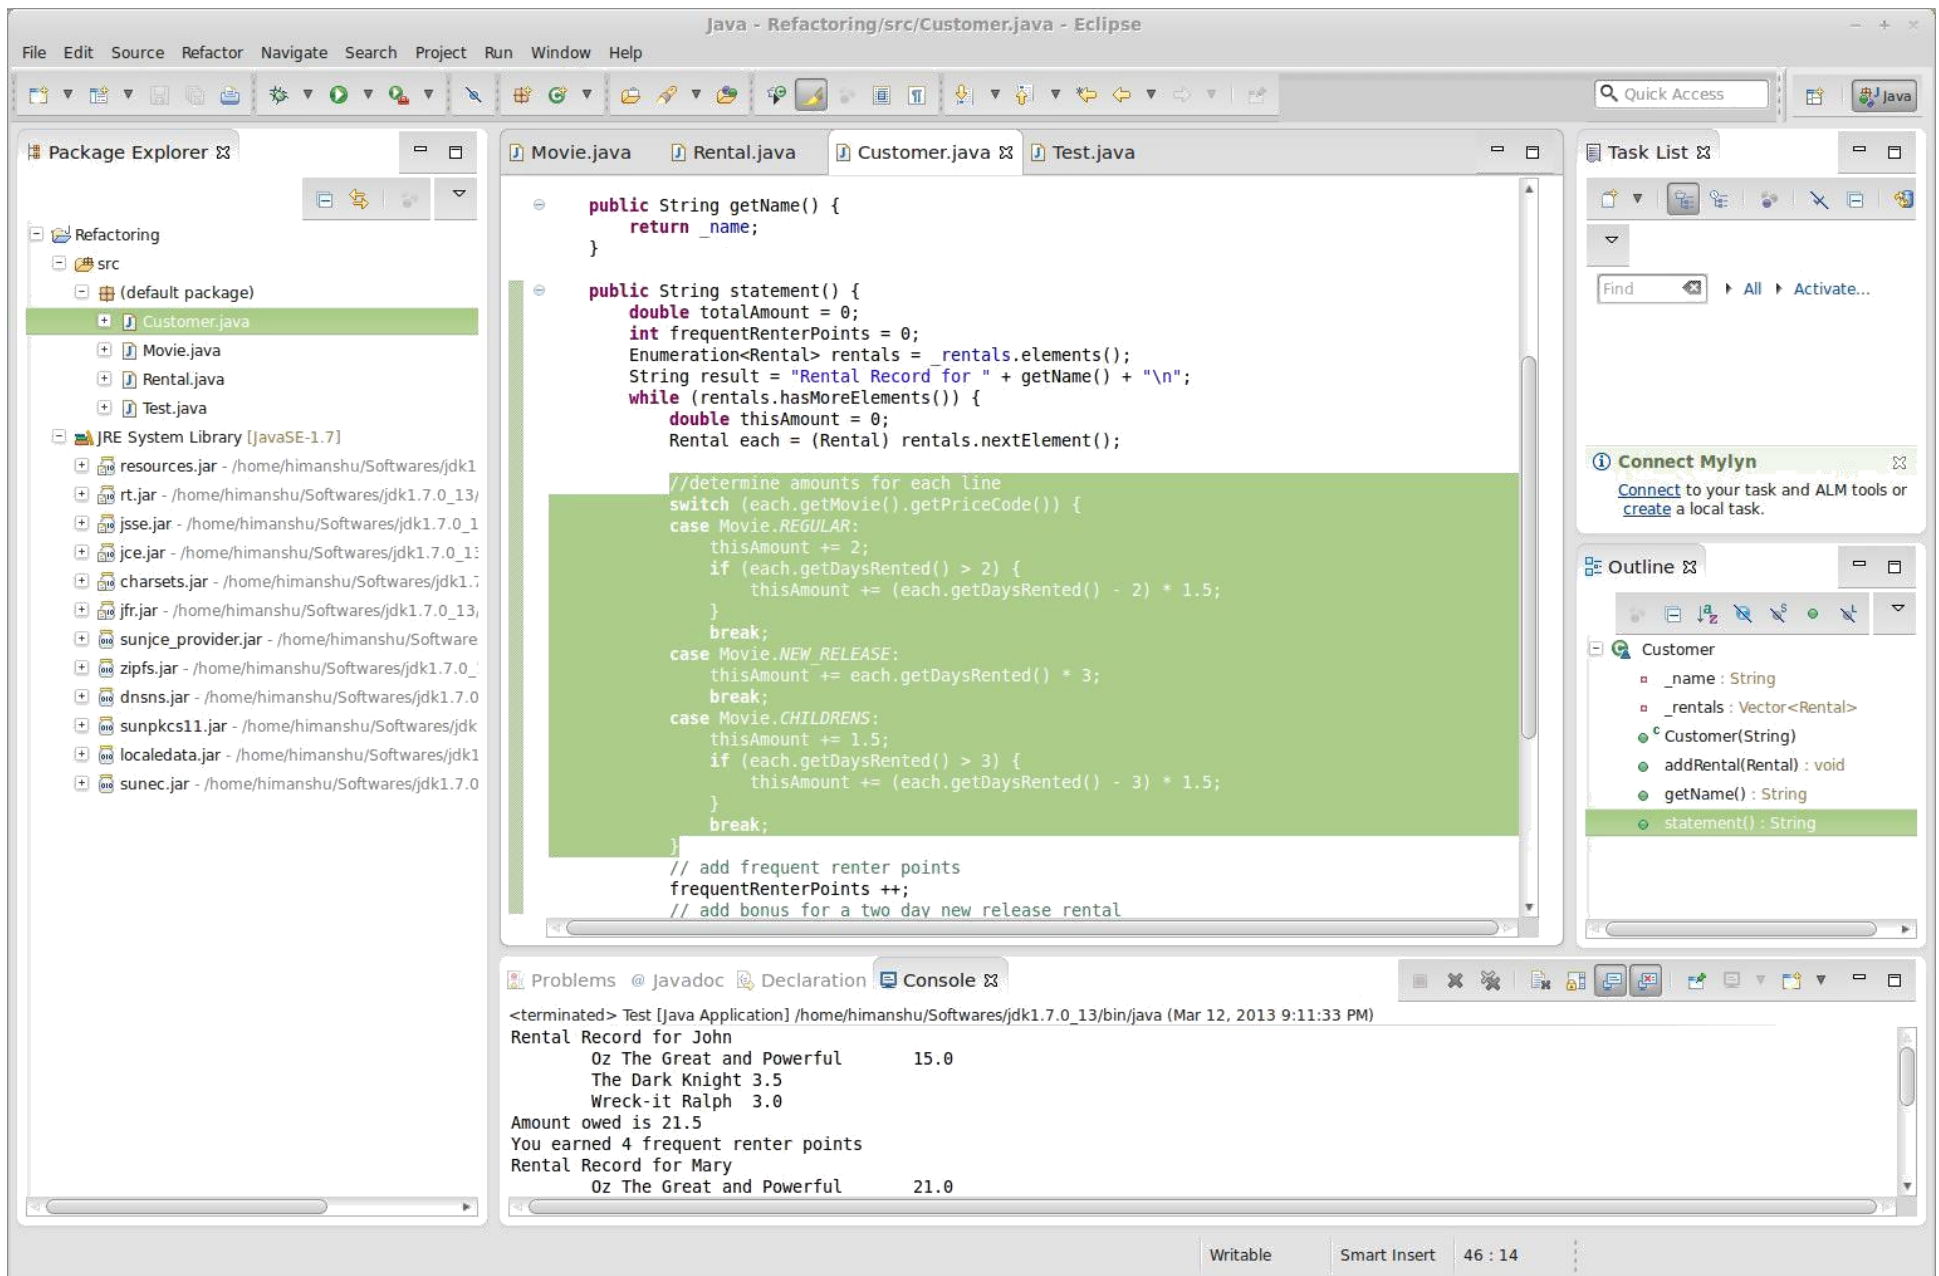 Java - Refactoring/src/Customer.java - Eclipse
File Edit Source Refactor Navigate Search Project Run Window Help
Quick Access
Java
Package Explorer
Refactoring
src
(default package)
Customer.java
Movie.java
Rental.java
Test.java
JRE System Library [JavaSE-1.7]
resources.jar - /home/himanshu/Softwares/jdk1
rt.jar - /home/himanshu/Softwares/jdk1.7.0_13/
jsse.jar - /home/himanshu/Softwares/jdk1.7.0_1
jce.jar - /home/himanshu/Softwares/jdk1.7.0_13
charsets.jar - /home/himanshu/Softwares/jdk1.7
jfr.jar - /home/himanshu/Softwares/jdk1.7.0_13/
sunjce_provider.jar - /home/himanshu/Software
zipfs.jar - /home/himanshu/Softwares/jdk1.7.0_
dnsns.jar - /home/himanshu/Softwares/jdk1.7.0
sunpkcs11.jar - /home/himanshu/Softwares/jdk
localedata.jar - /home/himanshu/Softwares/jdk1
sunec.jar - /home/himanshu/Softwares/jdk1.7.0
Movie.java Rental.java Customer.java Test.java
public String getName() {
return _name;
}
public String statement() {
double totalAmount = 0;
int frequentRenterPoints = 0;
Enumeration<Rental> rentals = _rentals.elements();
String result = "Rental Record for " + getName() + "\n";
while (rentals.hasMoreElements()) {
double thisAmount = 0;
Rental each = (Rental) rentals.nextElement();
//determine amounts for each line
switch (each.getMovie().getPriceCode()) {
case Movie.REGULAR:
thisAmount += 2;
if (each.getDaysRented() > 2) {
thisAmount += (each.getDaysRented() - 2) * 1.5;
}
break;
case Movie.NEW_RELEASE:
thisAmount += each.getDaysRented() * 3;
break;
case Movie.CHILDRENS:
thisAmount += 1.5;
if (each.getDaysRented() > 3) {
thisAmount += (each.getDaysRented() - 3) * 1.5;
}
break;
}
// add frequent renter points
frequentRenterPoints ++;
// add bonus for a two day new release rental
Task List
Find All Activate...
Connect Mylyn
Connect to your task and ALM tools or
create a local task.
Outline
Customer
_name : String
_rentals : Vector<Rental>
Customer(String)
addRental(Rental) : void
getName() : String
statement() : String
Problems @ Javadoc Declaration Console
<terminated> Test [Java Application] /home/himanshu/Softwares/jdk1.7.0_13/bin/java (Mar 12, 2013 9:11:33 PM)
Rental Record for John
Oz The Great and Powerful 15.0
The Dark Knight 3.5
Wreck-it Ralph 3.0
Amount owed is 21.5
You earned 4 frequent renter points
Rental Record for Mary
Oz The Great and Powerful 21.0
Writable Smart Insert 46 : 14